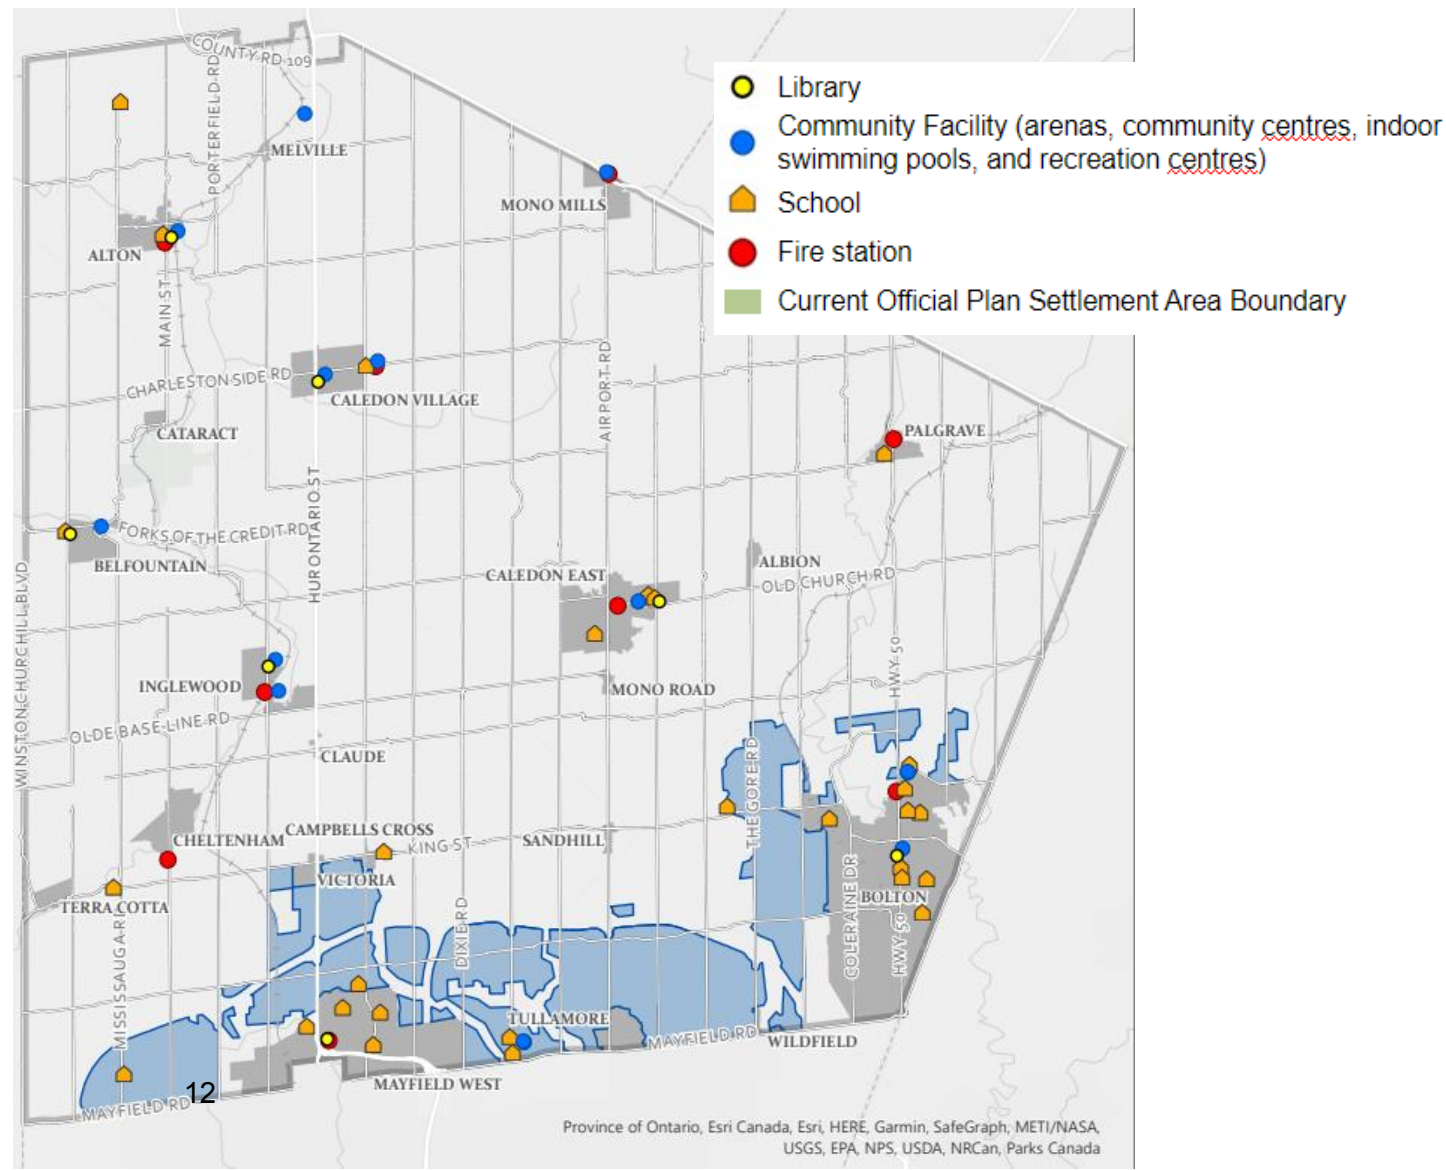 COUNTY RD 109
PORTERFIELD RD
MELVILLE
Library
Community Facility (arenas, community centres, indoor
swimming pools, and recreation centres)
School
Fire station
Current Official Plan Settlement Area Boundary
MONO MILLS
ALTON
MAIN ST
CHARLESTON SIDE RD
CALEDON VILLAGE
AIRPORT RD
CATARACT
PALGRAVE
HURONTARIO ST
FORKS OF THE CREDIT RD
BELFOUNTAIN
WINSTON CHURCHILL BLVD
CALEDON EAST
ALBION
OLD CHURCH RD
HWY 50
INGLEWOOD
MONO ROAD
OLDE BASE LINE RD
CLAUDE
THE GORE RD
CHELTENHAM
CAMPBELLS CROSS
KING ST
SANDHILL
VICTORIA
COLERAINE DR
BOLTON
TERRA COTTA
MISSISSAUGA RD
DIXIE RD
HWY 50
TULLAMORE
MAYFIELD RD
WILDFIELD
MAYFIELD WEST
12
MAYFIELD RD
Province of Ontario, Esri Canada, Esri, HERE, Garmin, SafeGraph, METI/NASA,
USGS, EPA, NPS, USDA, NRCan, Parks Canada